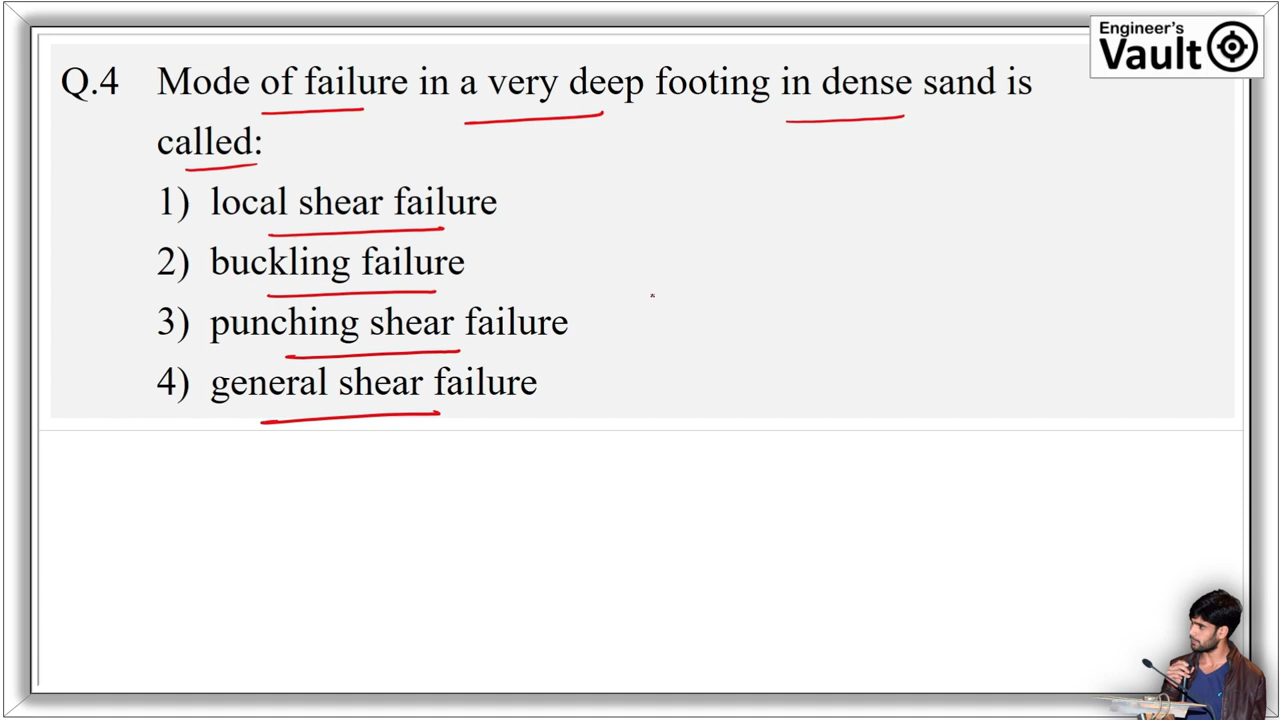 Engineer's
Vault
Q.4 Mode of failure in a very deep footing in dense sand is
called:
1) local shear failure
2) buckling failure
3) punching shear failure
4) general shear failure